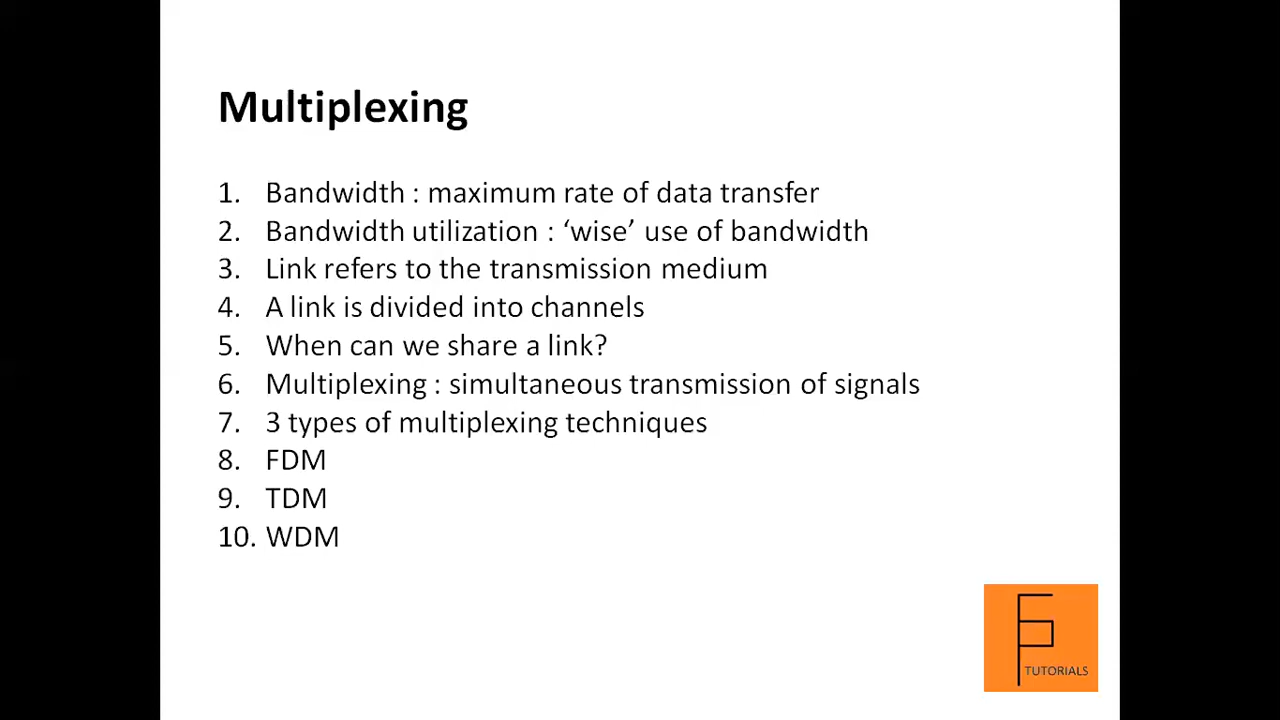 Multiplexing
1. Bandwidth : maximum rate of data transfer
2. Bandwidth utilization : ‘wise’ use of bandwidth
3. Link refers to the transmission medium
4. A link is divided into channels
5. When can we share a link?
6. Multiplexing : simultaneous transmission of signals
7. 3 types of multiplexing techniques
8. FDM
9. TDM
10. WDM
TUTORIALS